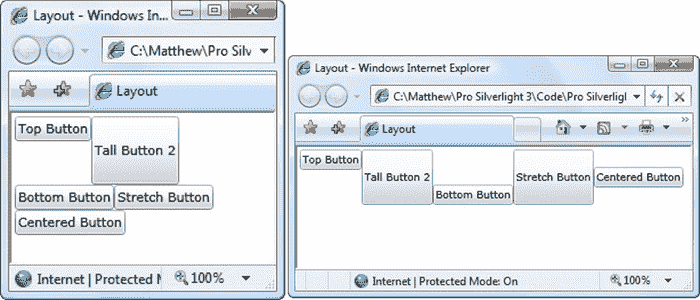 Layout - Windows In...
C:\Matthew\Pro Silv
Layout
Top Button
Tall Button 2
Bottom Button
Stretch Button
Centered Button
Internet | Protected M
100%
Layout - Windows Internet Explorer
C:\Matthew\Pro Silverlight 3\Code\Pro Silverligl
Layout
Top Button
Tall Button 2
Bottom Button
Stretch Button
Centered Button
Internet | Protected Mode: On
100%